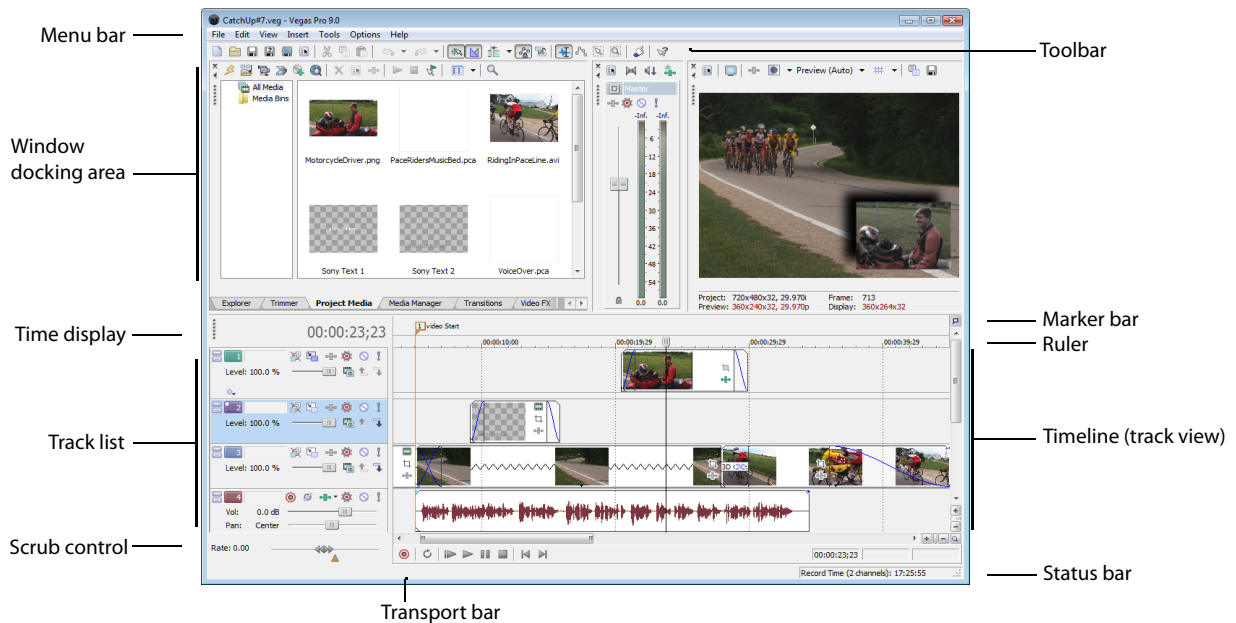 CatchUp#7.veg - Vegas Pro 9.0
Menu bar
File Edit View Insert Tools Options Help
Toolbar
Window
docking area
All Media
Media Bins
MotorcycleDriver.png PaceRidersMusicBed.pca RidingInPaceLine.avi
Sony Text 1 Sony Text 2 VoiceOver.pca
Explorer Trimmer Project Media Media Manager Transitions Video FX
Master
-Inf. -Inf.
6
12
18
24
30
36
42
48
54
0.0 0.0
Preview (Auto)
Project: 720x480x32, 29.970i Frame: 713
Preview: 360x240x32, 29.970p Display: 360x264x32
Time display
00:00:23;23
1 Video Start
Marker bar
00:00:10;00 00:00:19;29 00:00:29;29 00:00:39;29
Ruler
Track list
1
Level: 100.0 %
2
Level: 100.0 %
3
Level: 100.0 %
4
Vol: 0.0 dB
Pan: Center
3D
Timeline (track view)
Scrub control
Rate: 0.00
00:00:23;23
Record Time (2 channels): 17:25:55
Status bar
Transport bar